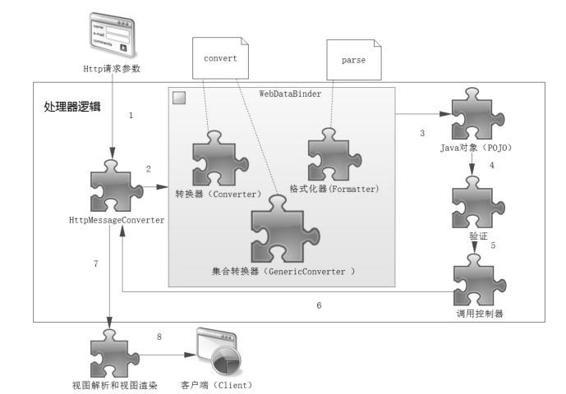 convert
parse
Http请求参数
WebDataBinder
处理器逻辑
1
3
Java对象（POJO）
2
4
转换器（Converter）
格式化器(Formatter)
HttpMessageConverter
验证
5
集合转换器（GenericConverter ）
7
6
调用控制器
8
视图解析和视图渲染
客户端（Client）